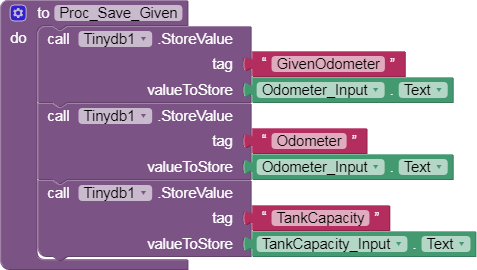 to Proc_Save_Given
do call Tinydb1 .StoreValue
tag “ GivenOdometer ”
valueToStore Odometer_Input . Text
call Tinydb1 .StoreValue
tag “ Odometer ”
valueToStore Odometer_Input . Text
call Tinydb1 .StoreValue
tag “ TankCapacity ”
valueToStore TankCapacity_Input . Text